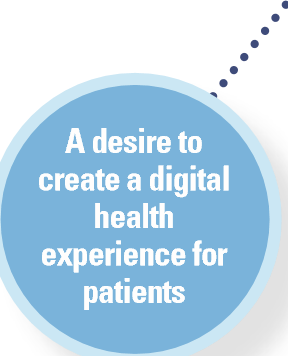 A desire to
create a digital
health
experience for
patients